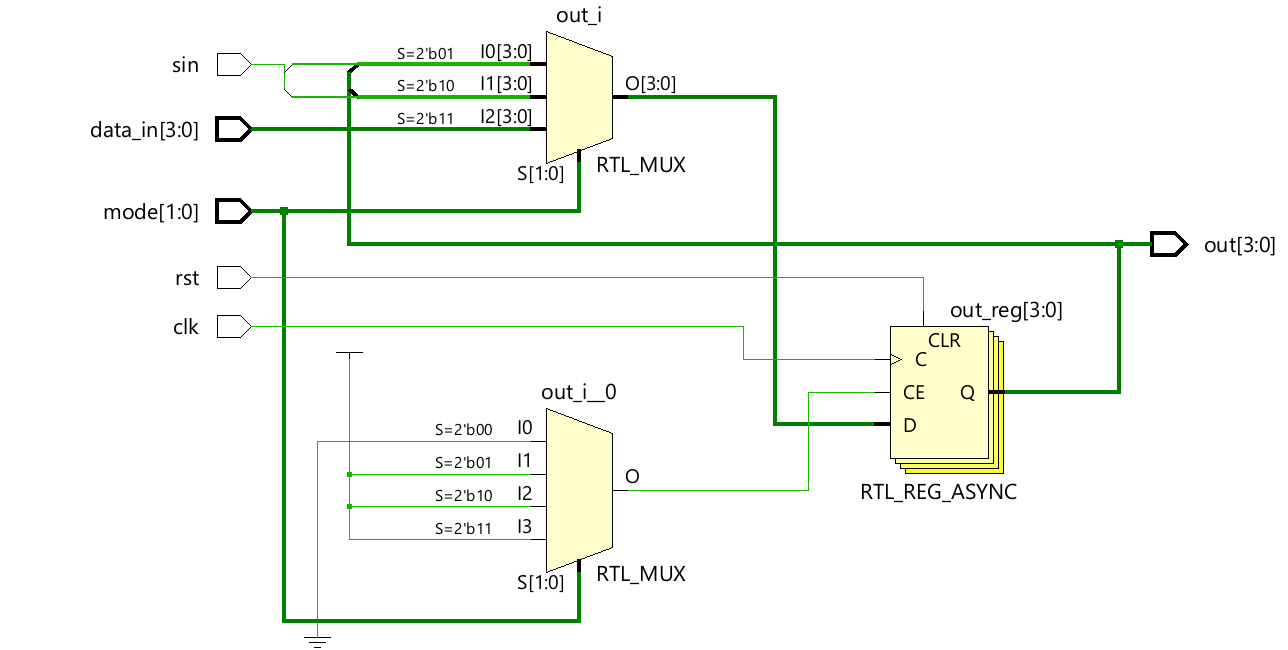 out_i
sin
S=2'b01 I0[3:0]
S=2'b10 I1[3:0]
O[3:0]
data_in[3:0]
S=2'b11 I2[3:0]
S[1:0]
RTL_MUX
mode[1:0]
out[3:0]
rst
clk
out_reg[3:0]
CLR
C
CE
Q
D
RTL_REG_ASYNC
out_i__0
S=2'b00 I0
S=2'b01 I1
S=2'b10 I2
O
S=2'b11 I3
S[1:0]
RTL_MUX